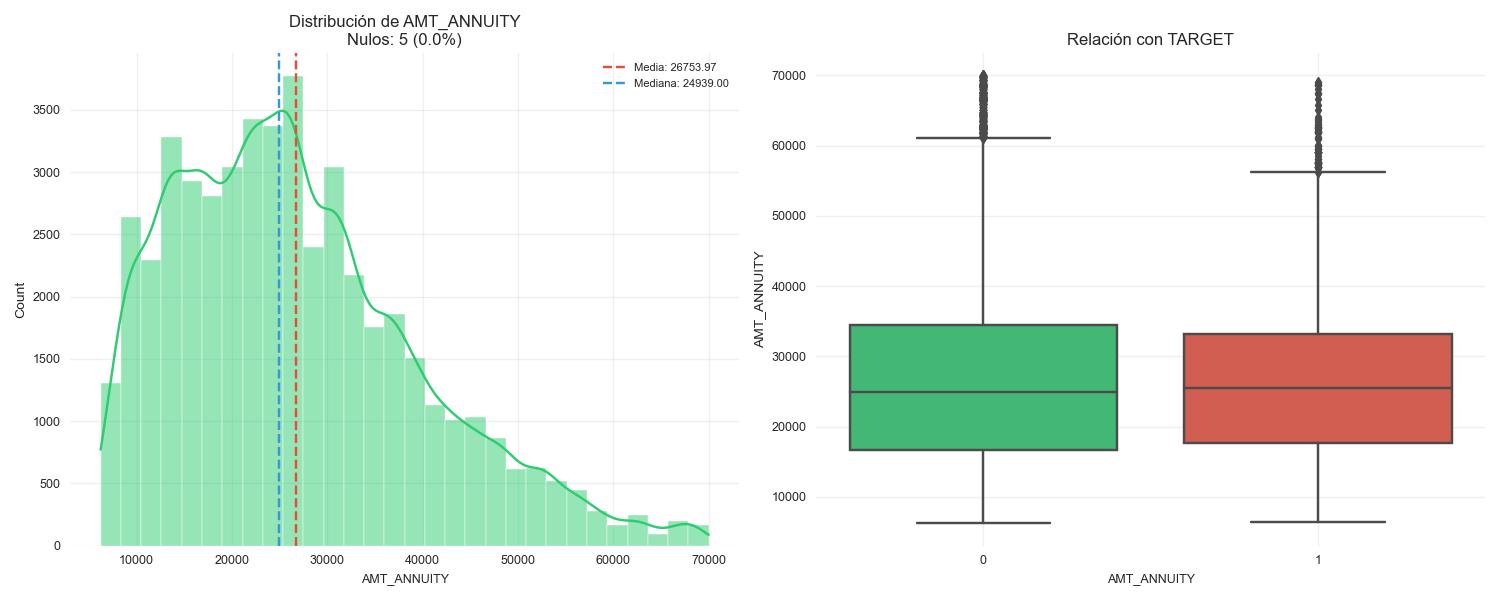 Distribución de AMT_ANNUITY
Nulos: 5 (0.0%)
Media: 26753.97
Mediana: 24939.00
Count
3500
3000
2500
2000
1500
1000
500
0
10000
20000
30000
40000
50000
60000
70000
AMT_ANNUITY
Relación con TARGET
AMT_ANNUITY
70000
60000
50000
40000
30000
20000
10000
0
1
AMT_ANNUITY